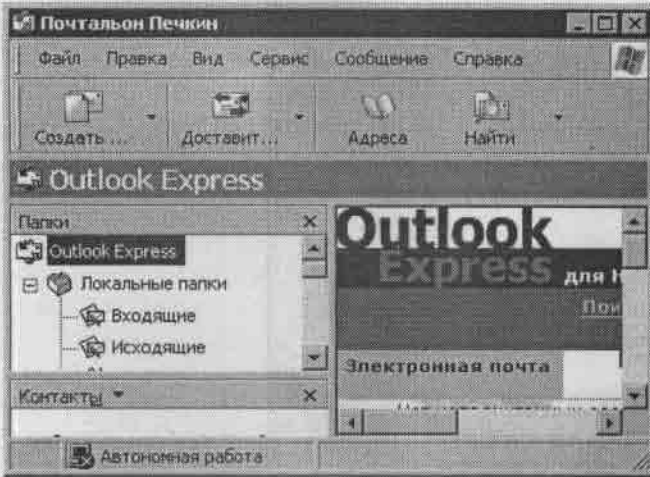 Почтальон Печкин
Файл Правка Вид Сервис Сообщение Справка
Создать ... Доставит... Адреса Найти
Outlook Express
Папки
Outlook Express
Локальные папки
Входящие
Исходящие
Контакты
Outlook
Express для
Электронная почта
Автономная работа